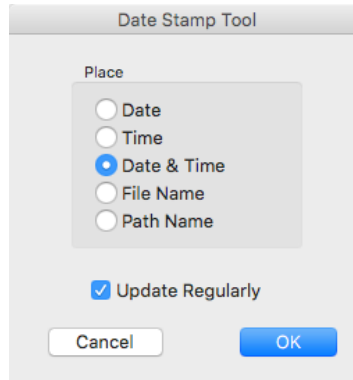 Date Stamp Tool
Place
Date
Time
Date & Time
File Name
Path Name
Update Regularly
Cancel OK